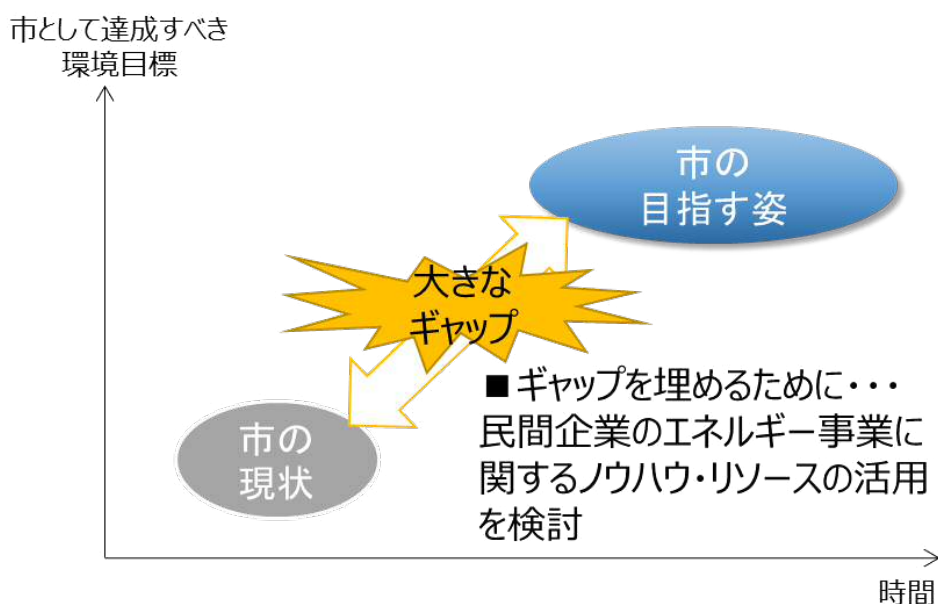 市として達成すべき
環境目標
市の
目指す姿
大きな
ギャップ
■ギャップを埋めるために・・・
民間企業のエネルギー事業に
関するノウハウ・リソースの活用
を検討
市の
現状
時間